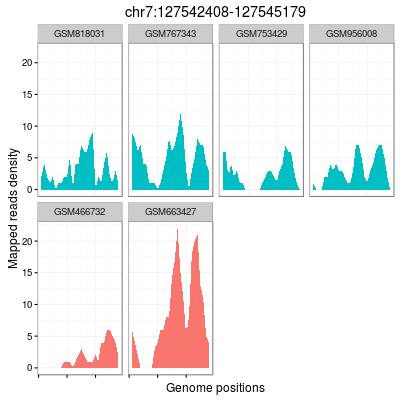 chr7:127542408-127545179
GSM818031 GSM767343 GSM753429 GSM956008
20
15
10
5
0
GSM466732 GSM663427
20
15
10
5
0
Mapped reads density
Genome positions